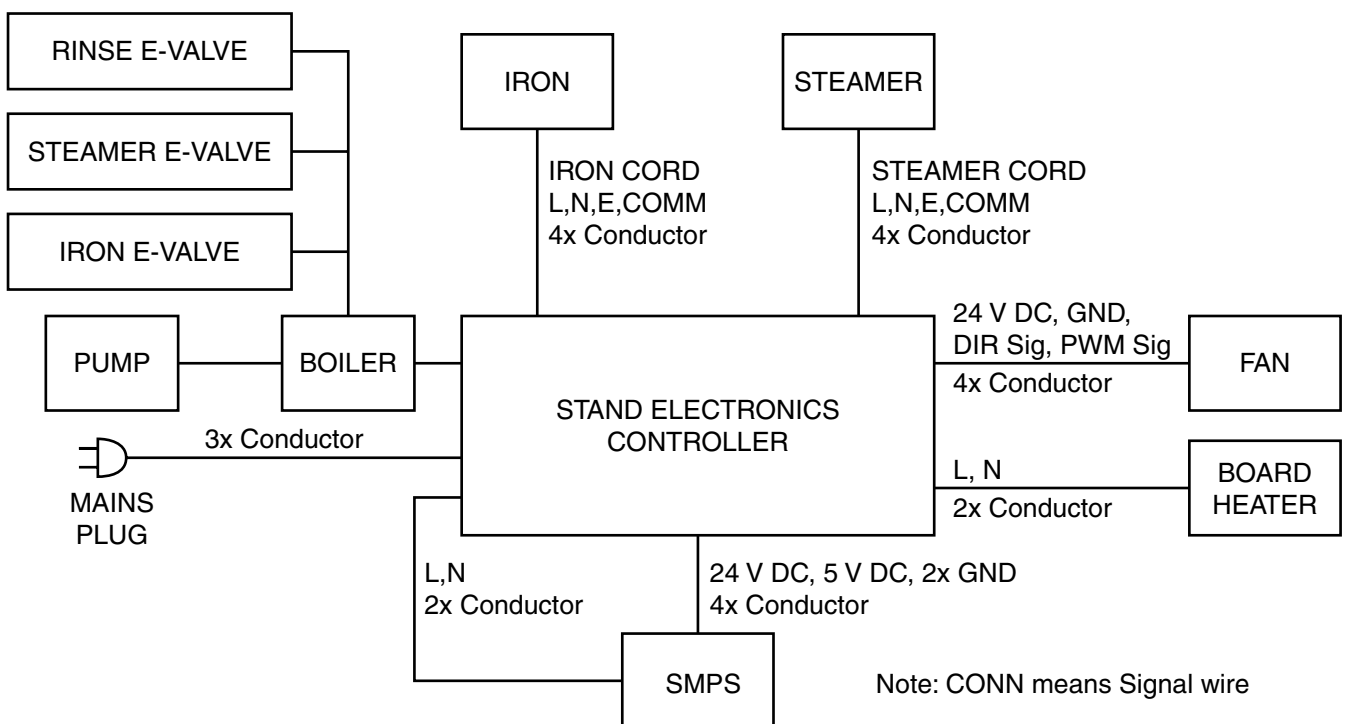 RINSE E-VALVE
STEAMER E-VALVE
IRON E-VALVE
PUMP
BOILER
IRON
IRON CORD
L,N,E,COMM
4x Conductor
STEAMER
STEAMER CORD
L,N,E,COMM
4x Conductor
STAND ELECTRONICS
CONTROLLER
24 V DC, GND,
DIR Sig, PWM Sig
4x Conductor
FAN
L, N
2x Conductor
BOARD
HEATER
3x Conductor
MAINS
PLUG
L,N
2x Conductor
24 V DC, 5 V DC, 2x GND
4x Conductor
SMPS
Note: CONN means Signal wire